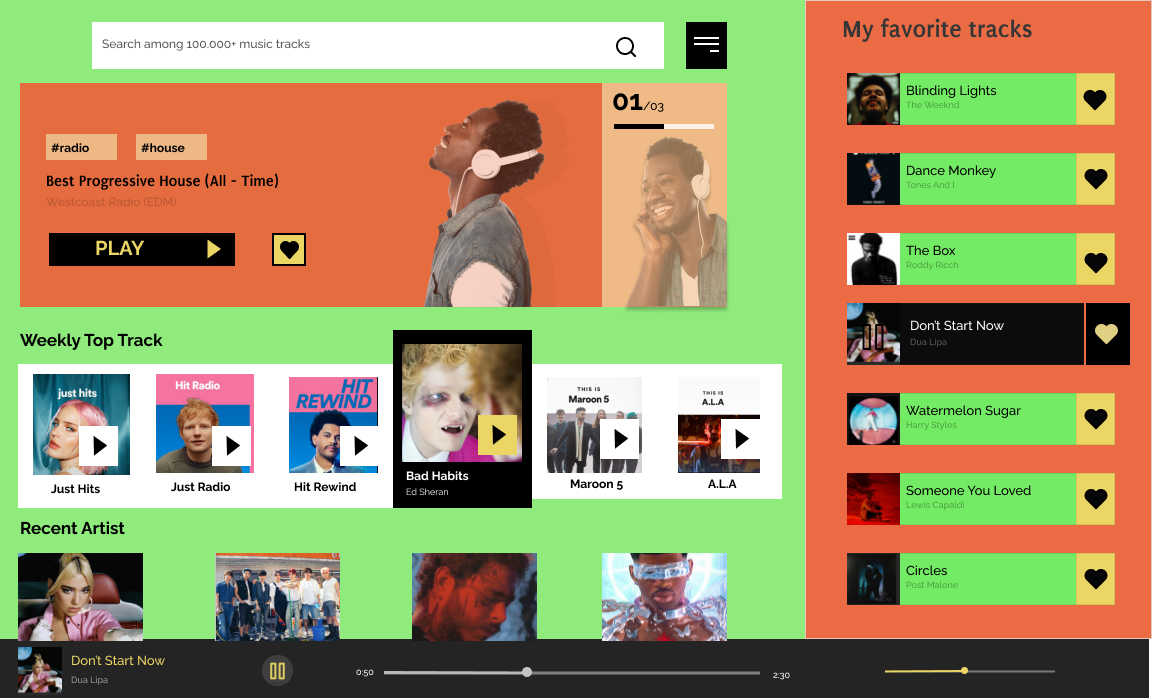 Search among 100.000+ music tracks
01/03
#radio
#house
Best Progressive House (All - Time)
Westcoast Radio (EDM)
PLAY
Weekly Top Track
just hits
Just Hits
Hit Radio
Just Radio
HIT
REWIND
Hit Rewind
Bad Habits
Ed Sheran
THIS IS
Maroon 5
Maroon 5
THIS IS
A.L.A
A.L.A
Recent Artist
My favorite tracks
Blinding Lights
The Weeknd
Dance Monkey
Tones And I
The Box
Roddy Ricch
Don't Start Now
Dua Lipa
Watermelon Sugar
Harry Styles
Someone You Loved
Lewis Capaldi
Circles
Post Malone
Don't Start Now
Dua Lipa
0:50
2:30